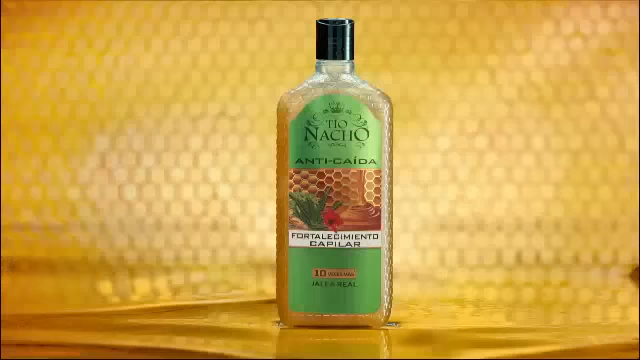 TÍO
NACHO
ANTI-CAÍDA
FORTALECIMIENTO
CAPILAR
10
JALEA REAL